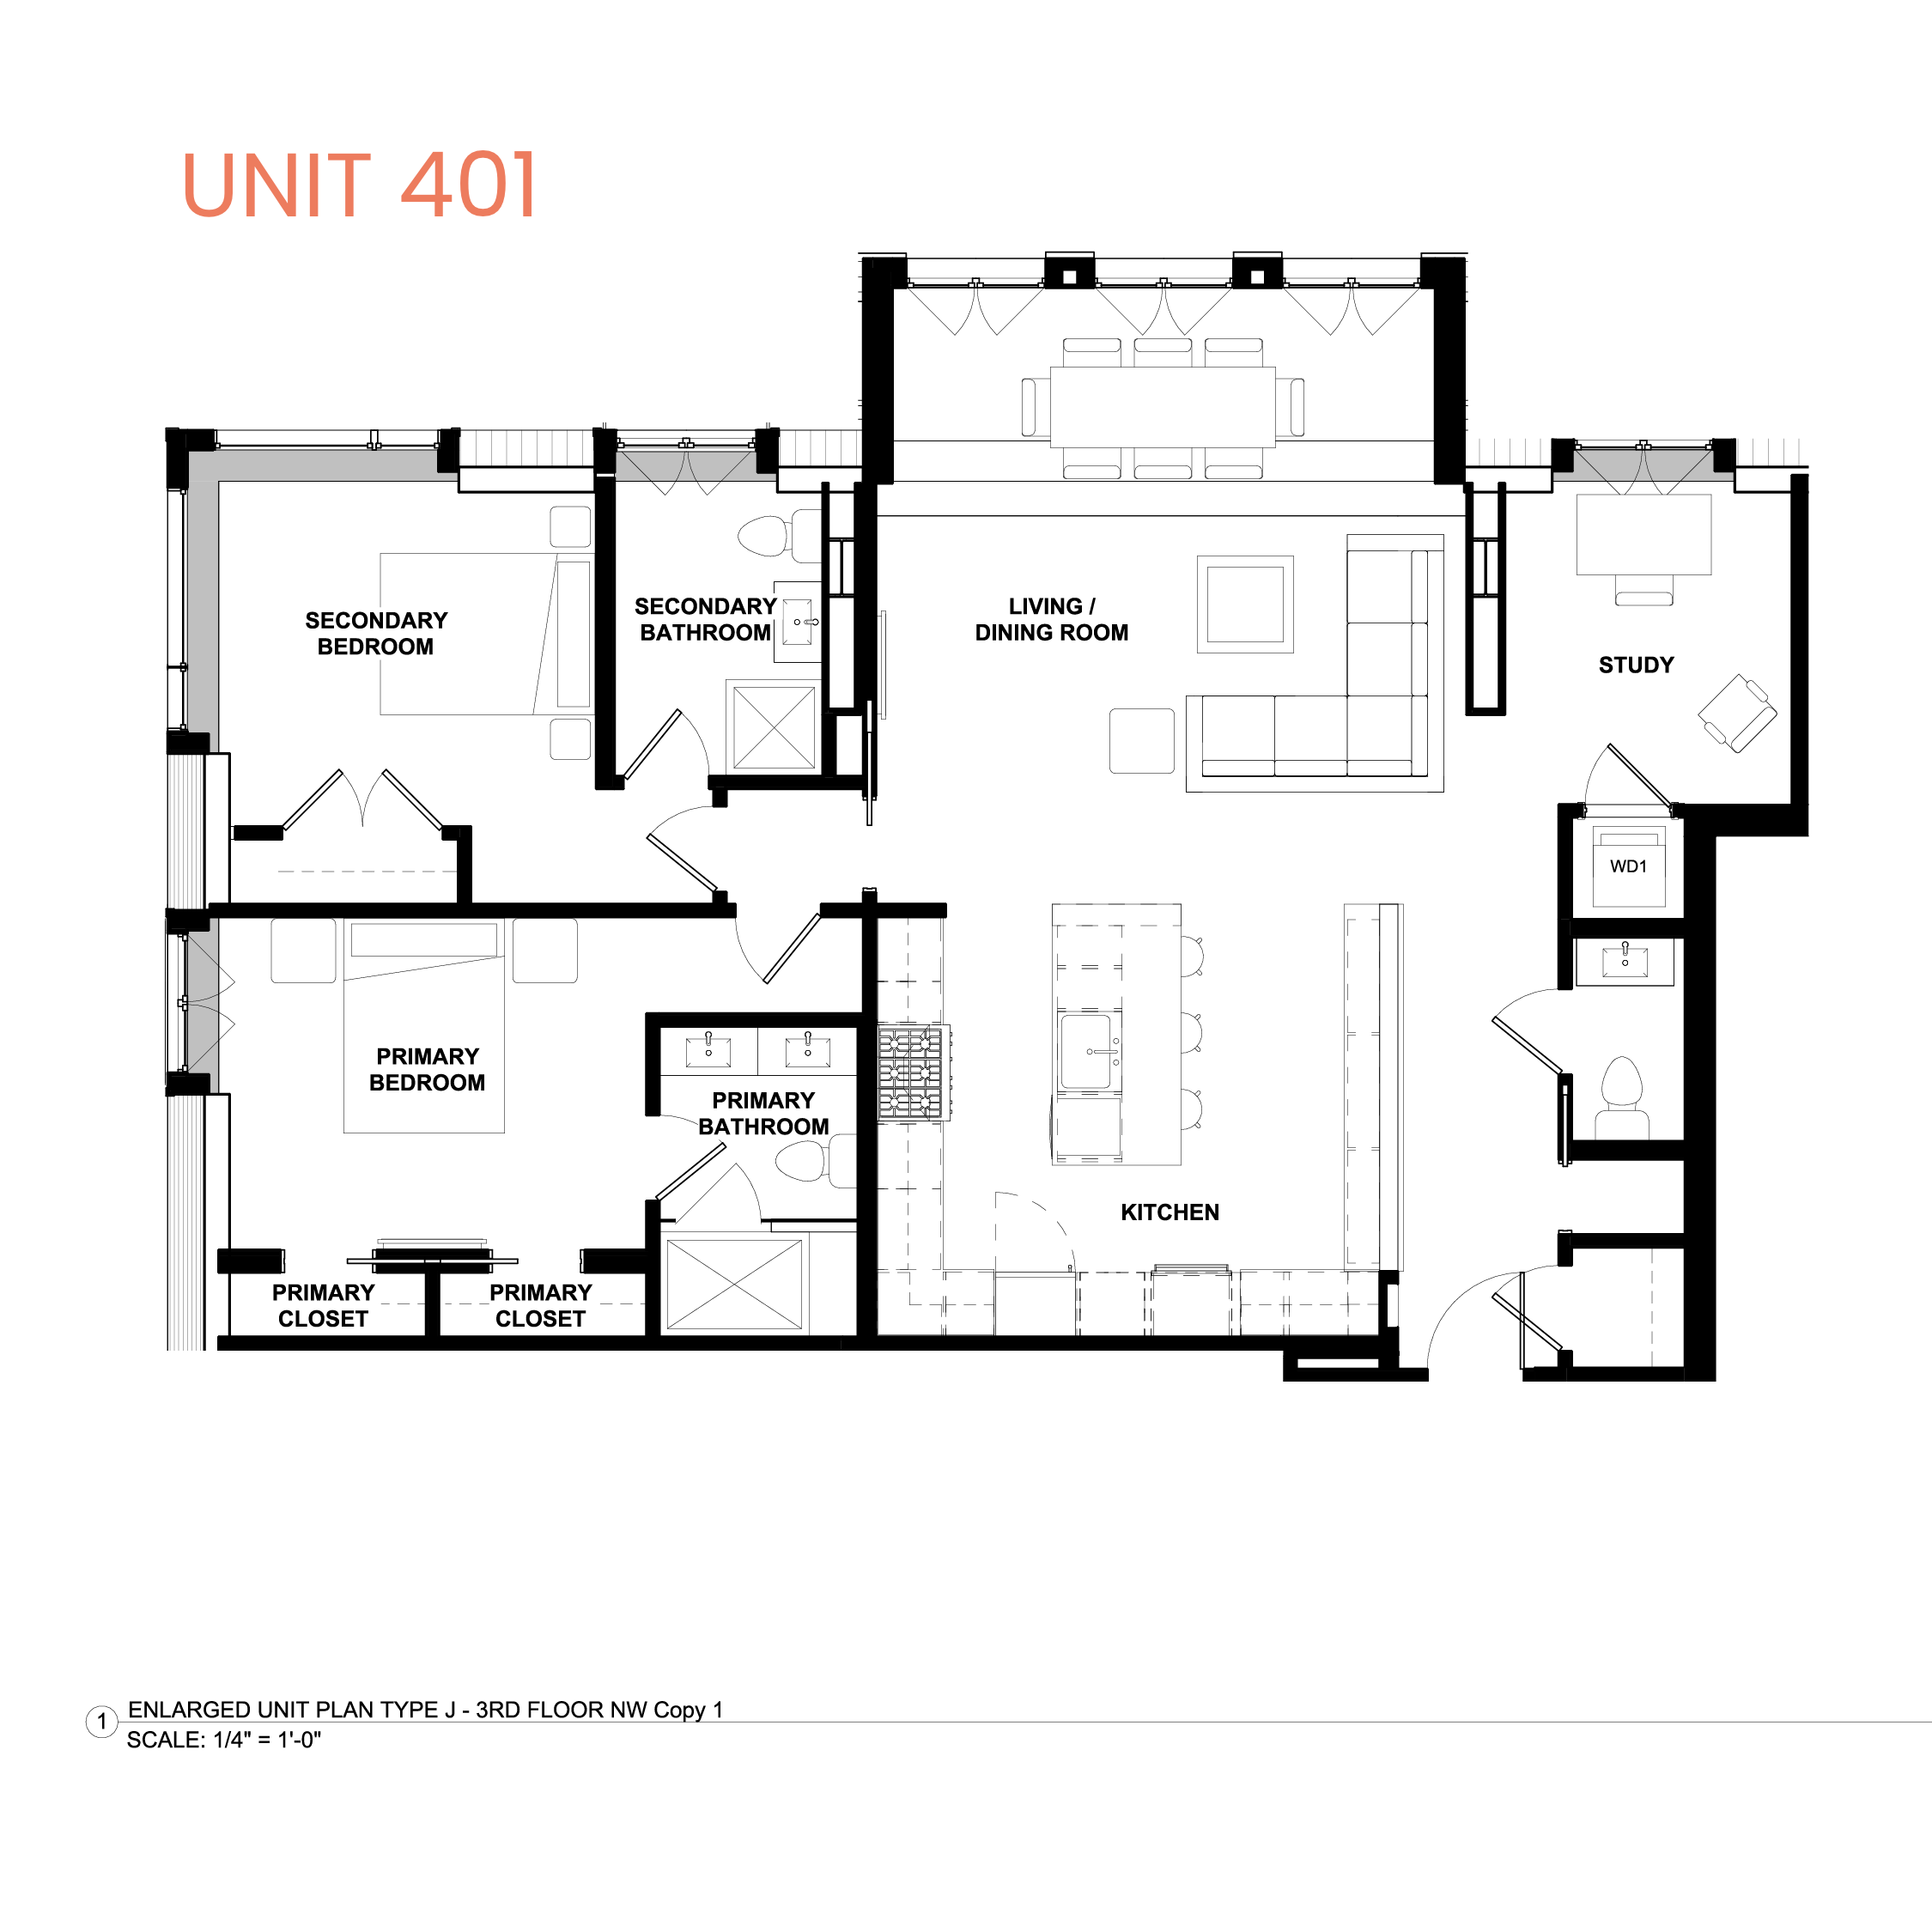 UNIT 401
SECONDARY
BEDROOM
SECONDARY
BATHROOM
LIVING /
DINING ROOM
STUDY
WD1
PRIMARY
BEDROOM
PRIMARY
BATHROOM
KITCHEN
PRIMARY
CLOSET
PRIMARY
CLOSET
1
ENLARGED UNIT PLAN TYPE J - 3RD FLOOR NW Copy 1
SCALE: 1/4" = 1'-0"